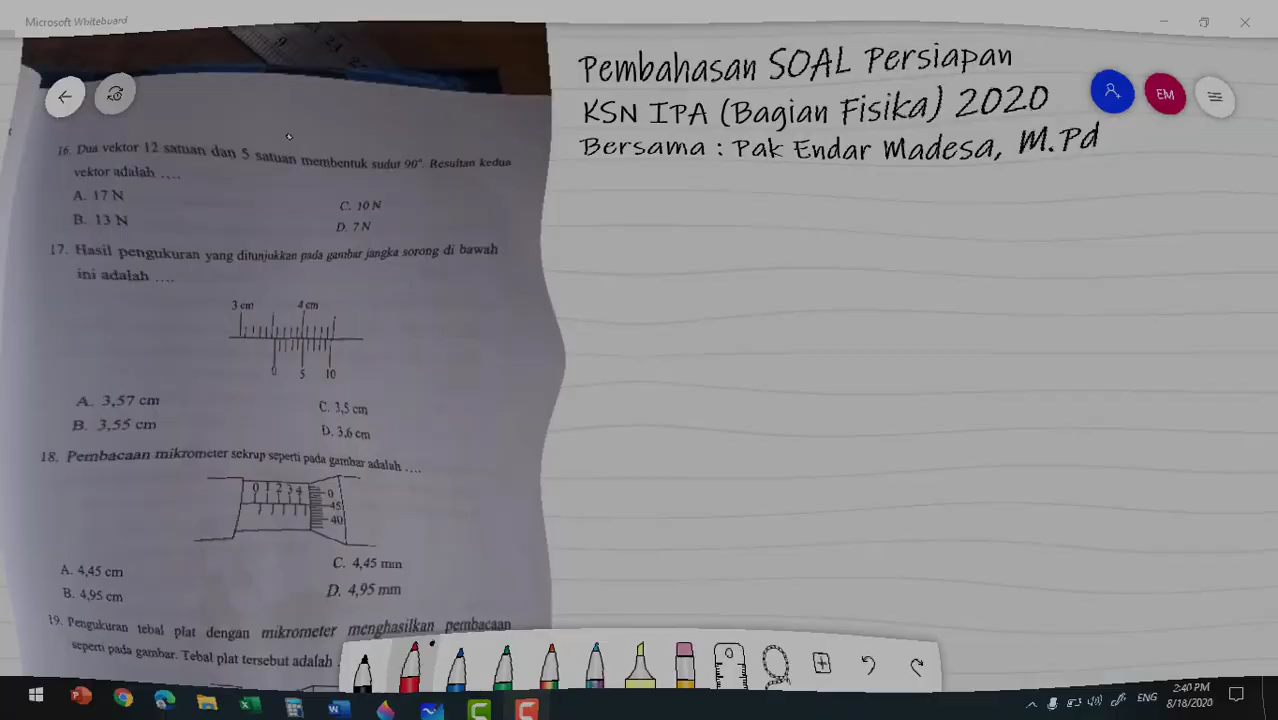 Microsoft Whiteboard
9
Pembahasan SOAL Persiapan
KSN IPA (Bagian Fisika) 2020
Bersama : Pak Endar Madesa, M.Pd
EM
16. Dua vektor 12 satuan dan 5 satuan membentuk sudut 90°. Resultan kedua
vektor adalah ....
A. 17 N
C. 10 N
B. 13 N
D. 7 N
17. Hasil pengukuran yang ditunjukkan pada gambar jangka sorong di bawah
ini adalah ....
3 cm 4 cm
0 5 10
A. 3,57 cm
C. 3,5 cm
B. 3,55 cm
D. 3,6 cm
18. Pembacaan mikrometer sekrup seperti pada gambar adalah ....
0 1 2 3 4
0
45
40
A. 4,45 cm
C. 4,45 mm
B. 4,95 cm
D. 4,95 mm
19. Pengukuran tebal plat dengan mikrometer menghasilkan pembacaan
seperti pada gambar. Tebal plat tersebut adalah
ENG
2:40 PM
8/18/2020